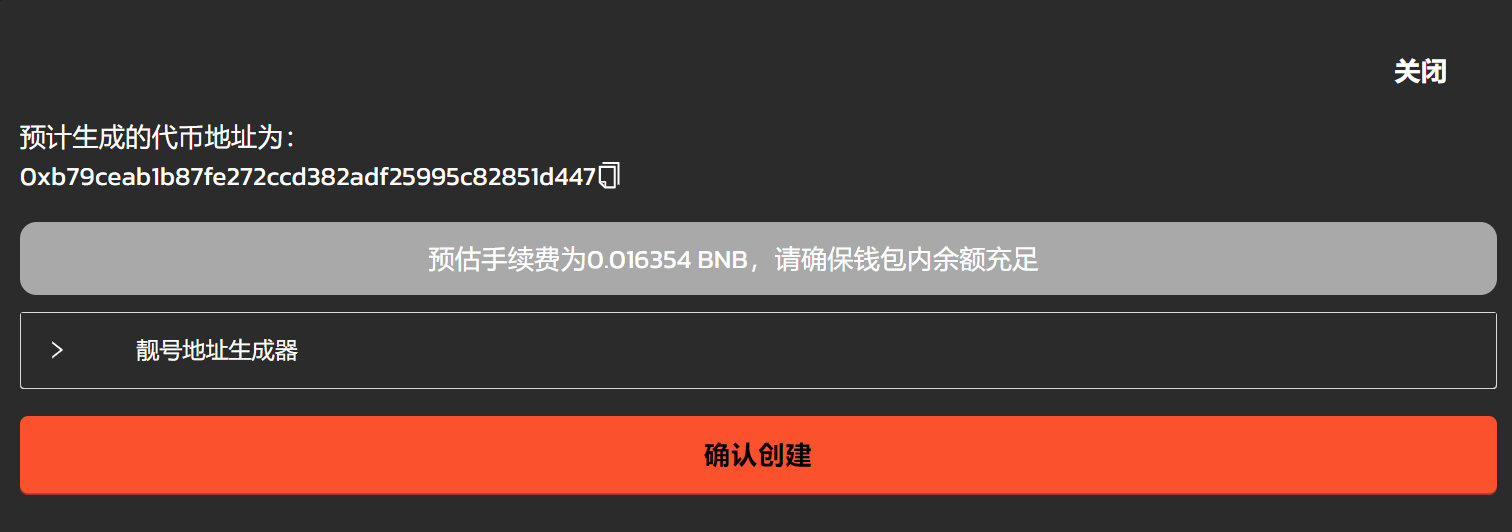 关闭
预计生成的代币地址为：
0xb79ceab1b87fe272ccd382adf25995c82851d447
预估手续费为0.016354 BNB，请确保钱包内余额充足
靓号地址生成器
确认创建